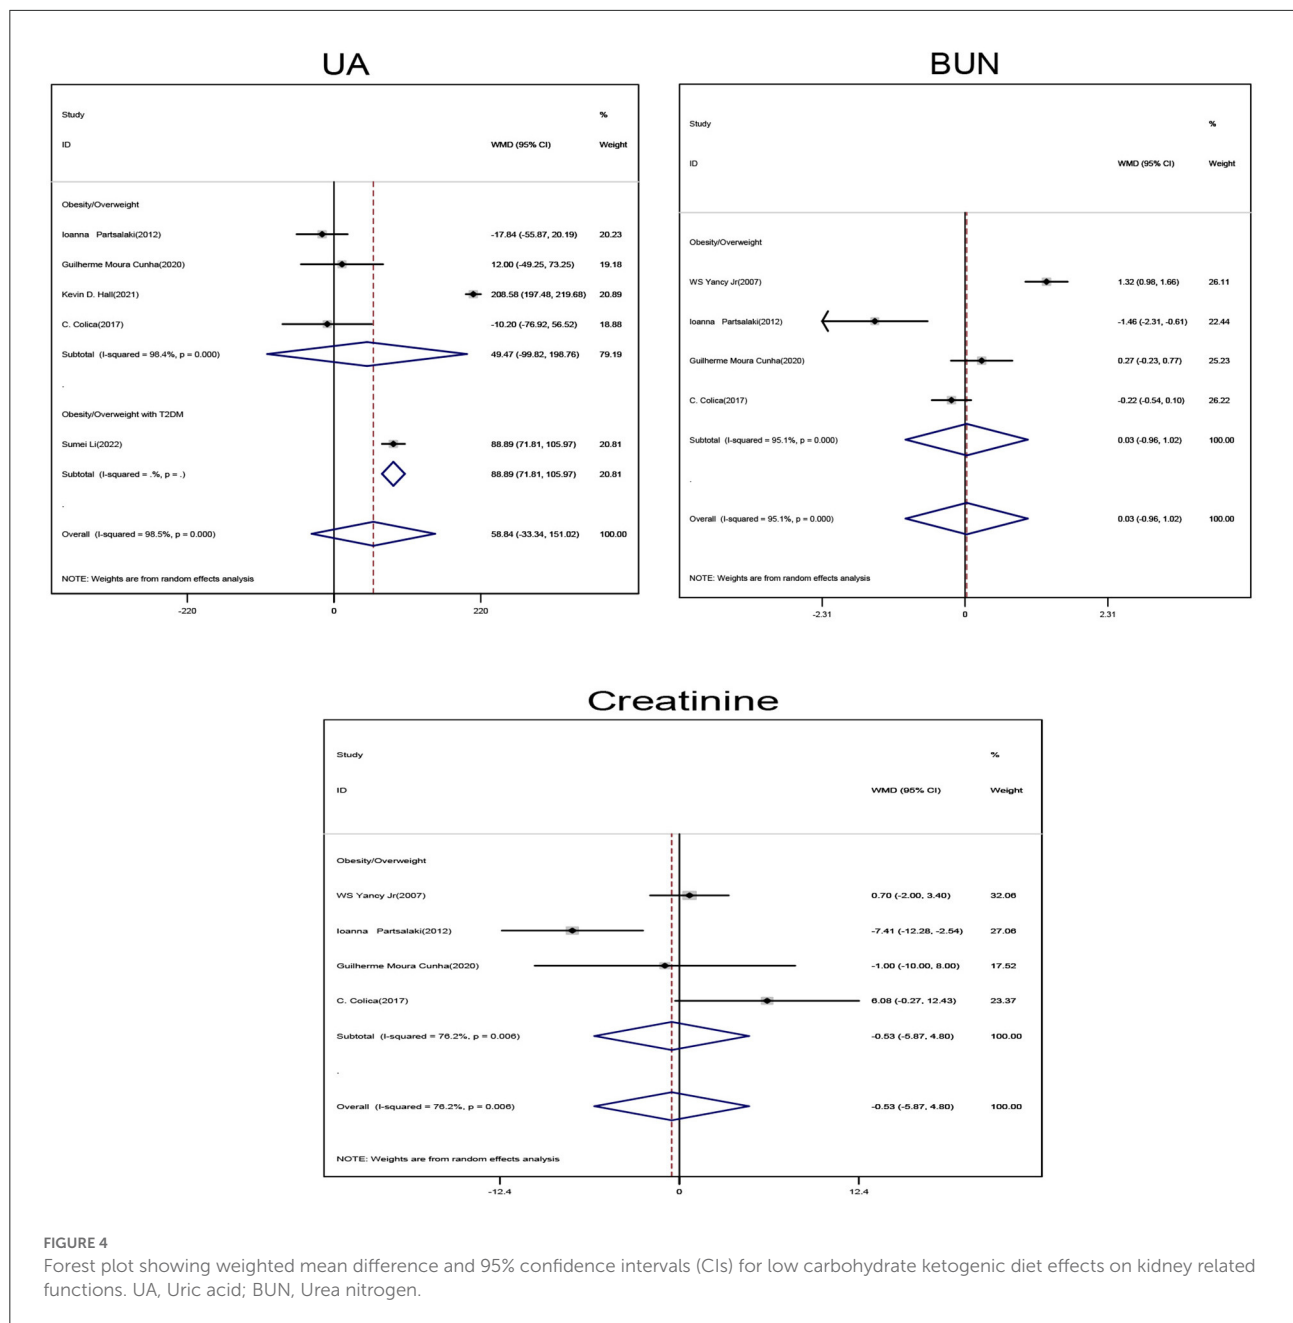 UA
Study %
ID WMD (95% CI) Weight
Obesity/Overweight
Ioanna Partsalaki(2012) -17.84 (-55.87, 20.19) 20.23
Guilherme Moura Cunha(2020) 12.00 (-49.25, 73.25) 19.18
Kevin D. Hall(2021) 208.58 (197.48, 219.68) 20.89
C. Colica(2017) -10.20 (-76.92, 56.52) 18.88
Subtotal (I-squared = 98.4%, p = 0.000) 49.47 (-99.82, 198.76) 79.19
.
Obesity/Overweight with T2DM
Sumei Li(2022) 88.89 (71.81, 105.97) 20.81
Subtotal (I-squared = .%, p = .) 88.89 (71.81, 105.97) 20.81
.
Overall (I-squared = 98.5%, p = 0.000) 58.84 (-33.34, 151.02) 100.00
NOTE: Weights are from random effects analysis
-220 0 220
BUN
Study %
ID WMD (95% CI) Weight
Obesity/Overweight
WS Yancy Jr(2007) 1.32 (0.98, 1.66) 26.11
Ioanna Partsalaki(2012) -1.46 (-2.31, -0.61) 22.44
Guilherme Moura Cunha(2020) 0.27 (-0.23, 0.77) 25.23
C. Colica(2017) -0.22 (-0.54, 0.10) 26.22
Subtotal (I-squared = 95.1%, p = 0.000) 0.03 (-0.96, 1.02) 100.00
.
Overall (I-squared = 95.1%, p = 0.000) 0.03 (-0.96, 1.02) 100.00
NOTE: Weights are from random effects analysis
-2.31 0 2.31
Creatinine
Study %
ID WMD (95% CI) Weight
Obesity/Overweight
WS Yancy Jr(2007) 0.70 (-2.00, 3.40) 32.06
Ioanna Partsalaki(2012) -7.41 (-12.28, -2.54) 27.06
Guilherme Moura Cunha(2020) -1.00 (-10.00, 8.00) 17.52
C. Colica(2017) 6.08 (-0.27, 12.43) 23.37
Subtotal (I-squared = 76.2%, p = 0.006) -0.53 (-5.87, 4.80) 100.00
.
Overall (I-squared = 76.2%, p = 0.006) -0.53 (-5.87, 4.80) 100.00
NOTE: Weights are from random effects analysis
-12.4 0 12.4
FIGURE 4
Forest plot showing weighted mean difference and 95% confidence intervals (CIs) for low carbohydrate ketogenic diet effects on kidney related
functions. UA, Uric acid; BUN, Urea nitrogen.